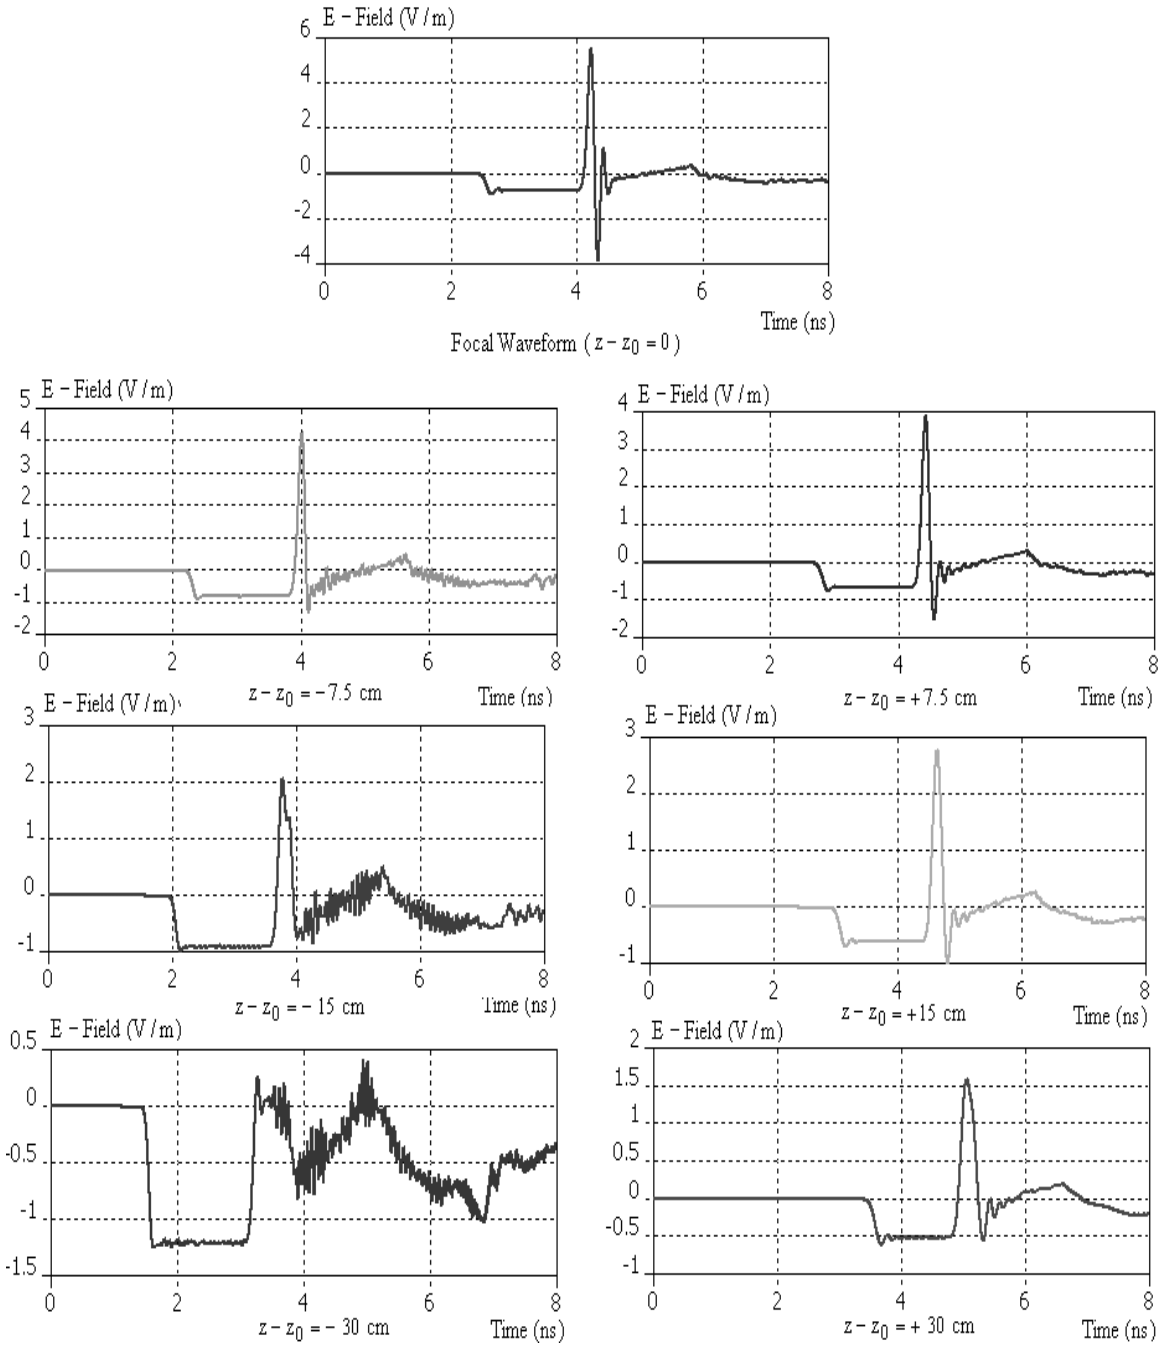 E – Field (V / m)
6
4
2
0
-2
-4
0 2 4 6 8
Time (ns)
Focal Waveform ( z – z0 = 0 )
E – Field (V / m)
5
4
3
2
1
0
-1
-2
0 2 4 6 8
z – z0 = – 7.5 cm Time (ns)
E – Field (V / m)
4
3
2
1
0
-1
-2
0 2 4 6 8
z – z0 = + 7.5 cm Time (ns)
E – Field (V / m)
3
2
1
0
-1
0 2 4 6 8
z – z0 = – 15 cm Time (ns)
E – Field (V / m)
3
2
1
0
-1
0 2 4 6 8
z – z0 = +15 cm Time (ns)
E – Field (V / m)
0.5
0
-0.5
-1
-1.5
0 2 4 6 8
z – z0 = – 30 cm Time (ns)
E – Field (V / m)
2
1.5
1
0.5
0
-0.5
-1
0 2 4 6 8
z – z0 = + 30 cm Time (ns)